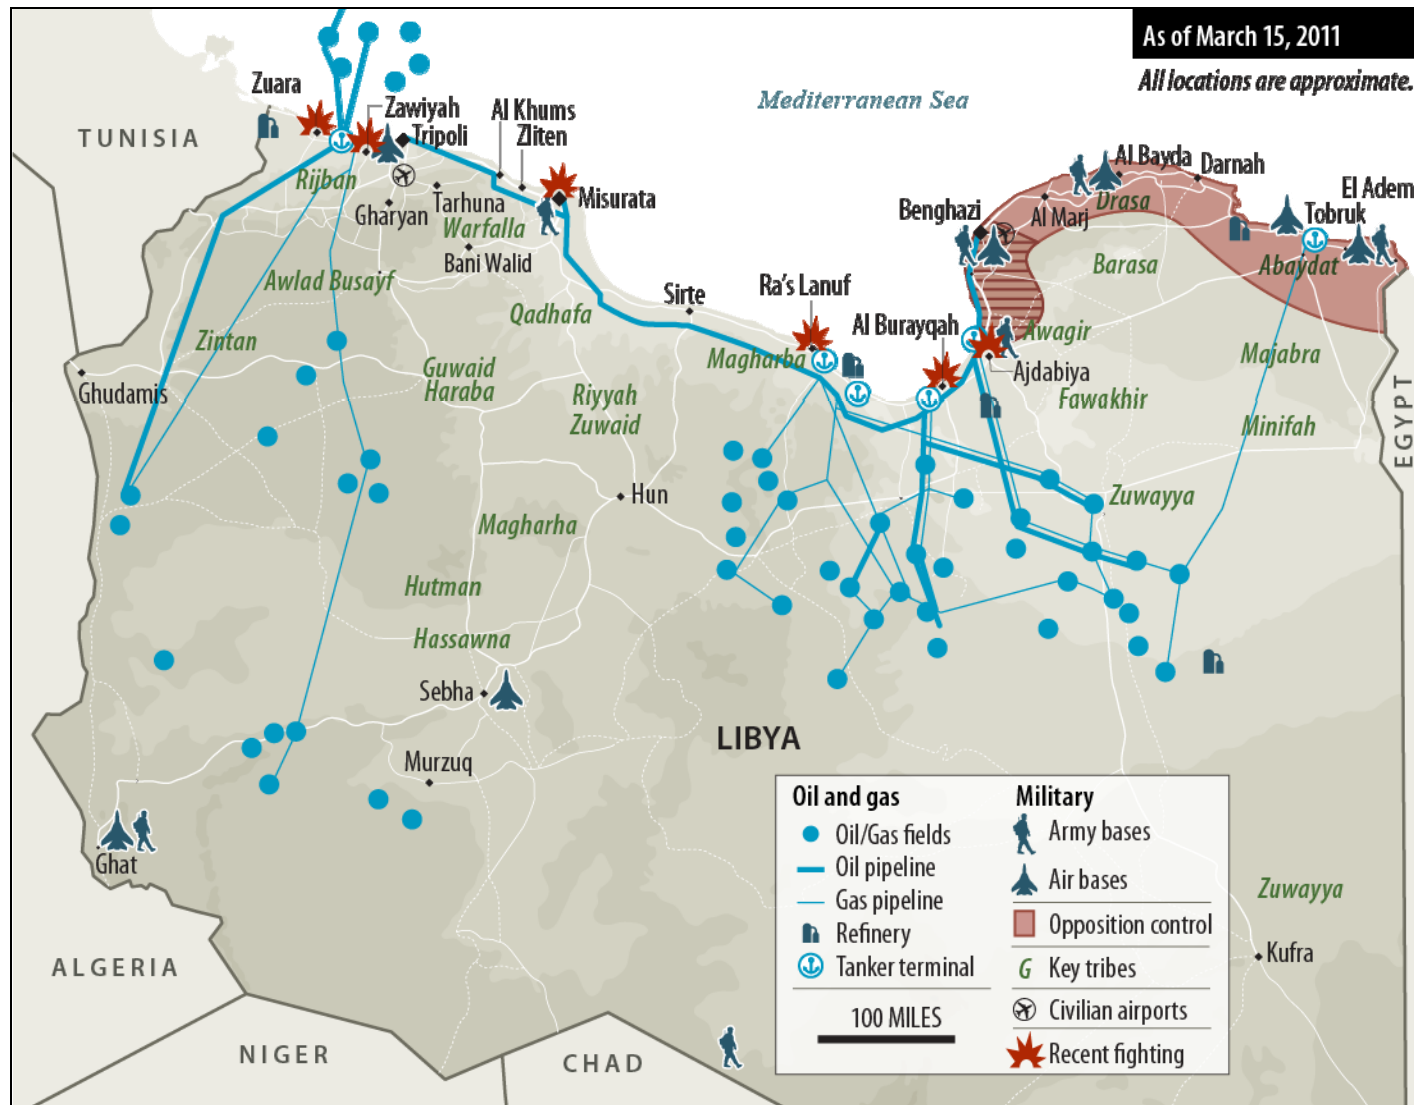 As of March 15, 2011
All locations are approximate.
Mediterranean Sea
TUNISIA
Zuara
Zawiyah
Tripoli
Al Khums
Zliten
Misurata
Rijban
Gharyan
Tarhuna
Warfalla
Bani Walid
Awlad Busayf
Qadhafa
Zintan
Ghudamis
Guwaid
Haraba
Riyyah
Zuwaid
Sirte
Ra's Lanuf
Magharba
Al Burayqah
Benghazi
Al Bayda
Darnah
Drasa
Al Marj
El Adem
Tobruk
Barasa
Abaydat
Awagir
Ajdabiya
Fawakhir
Majabra
Minifah
EGYPT
Zuwayya
Hun
Magharha
Hutman
Hassawna
Sebha
Murzuq
LIBYA
Ghat
ALGERIA
NIGER
CHAD
Zuwayya
Kufra
Oil and gas
Oil/Gas fields
Oil pipeline
Gas pipeline
Refinery
Tanker terminal
100 MILES
Military
Army bases
Air bases
Opposition control
G Key tribes
Civilian airports
Recent fighting